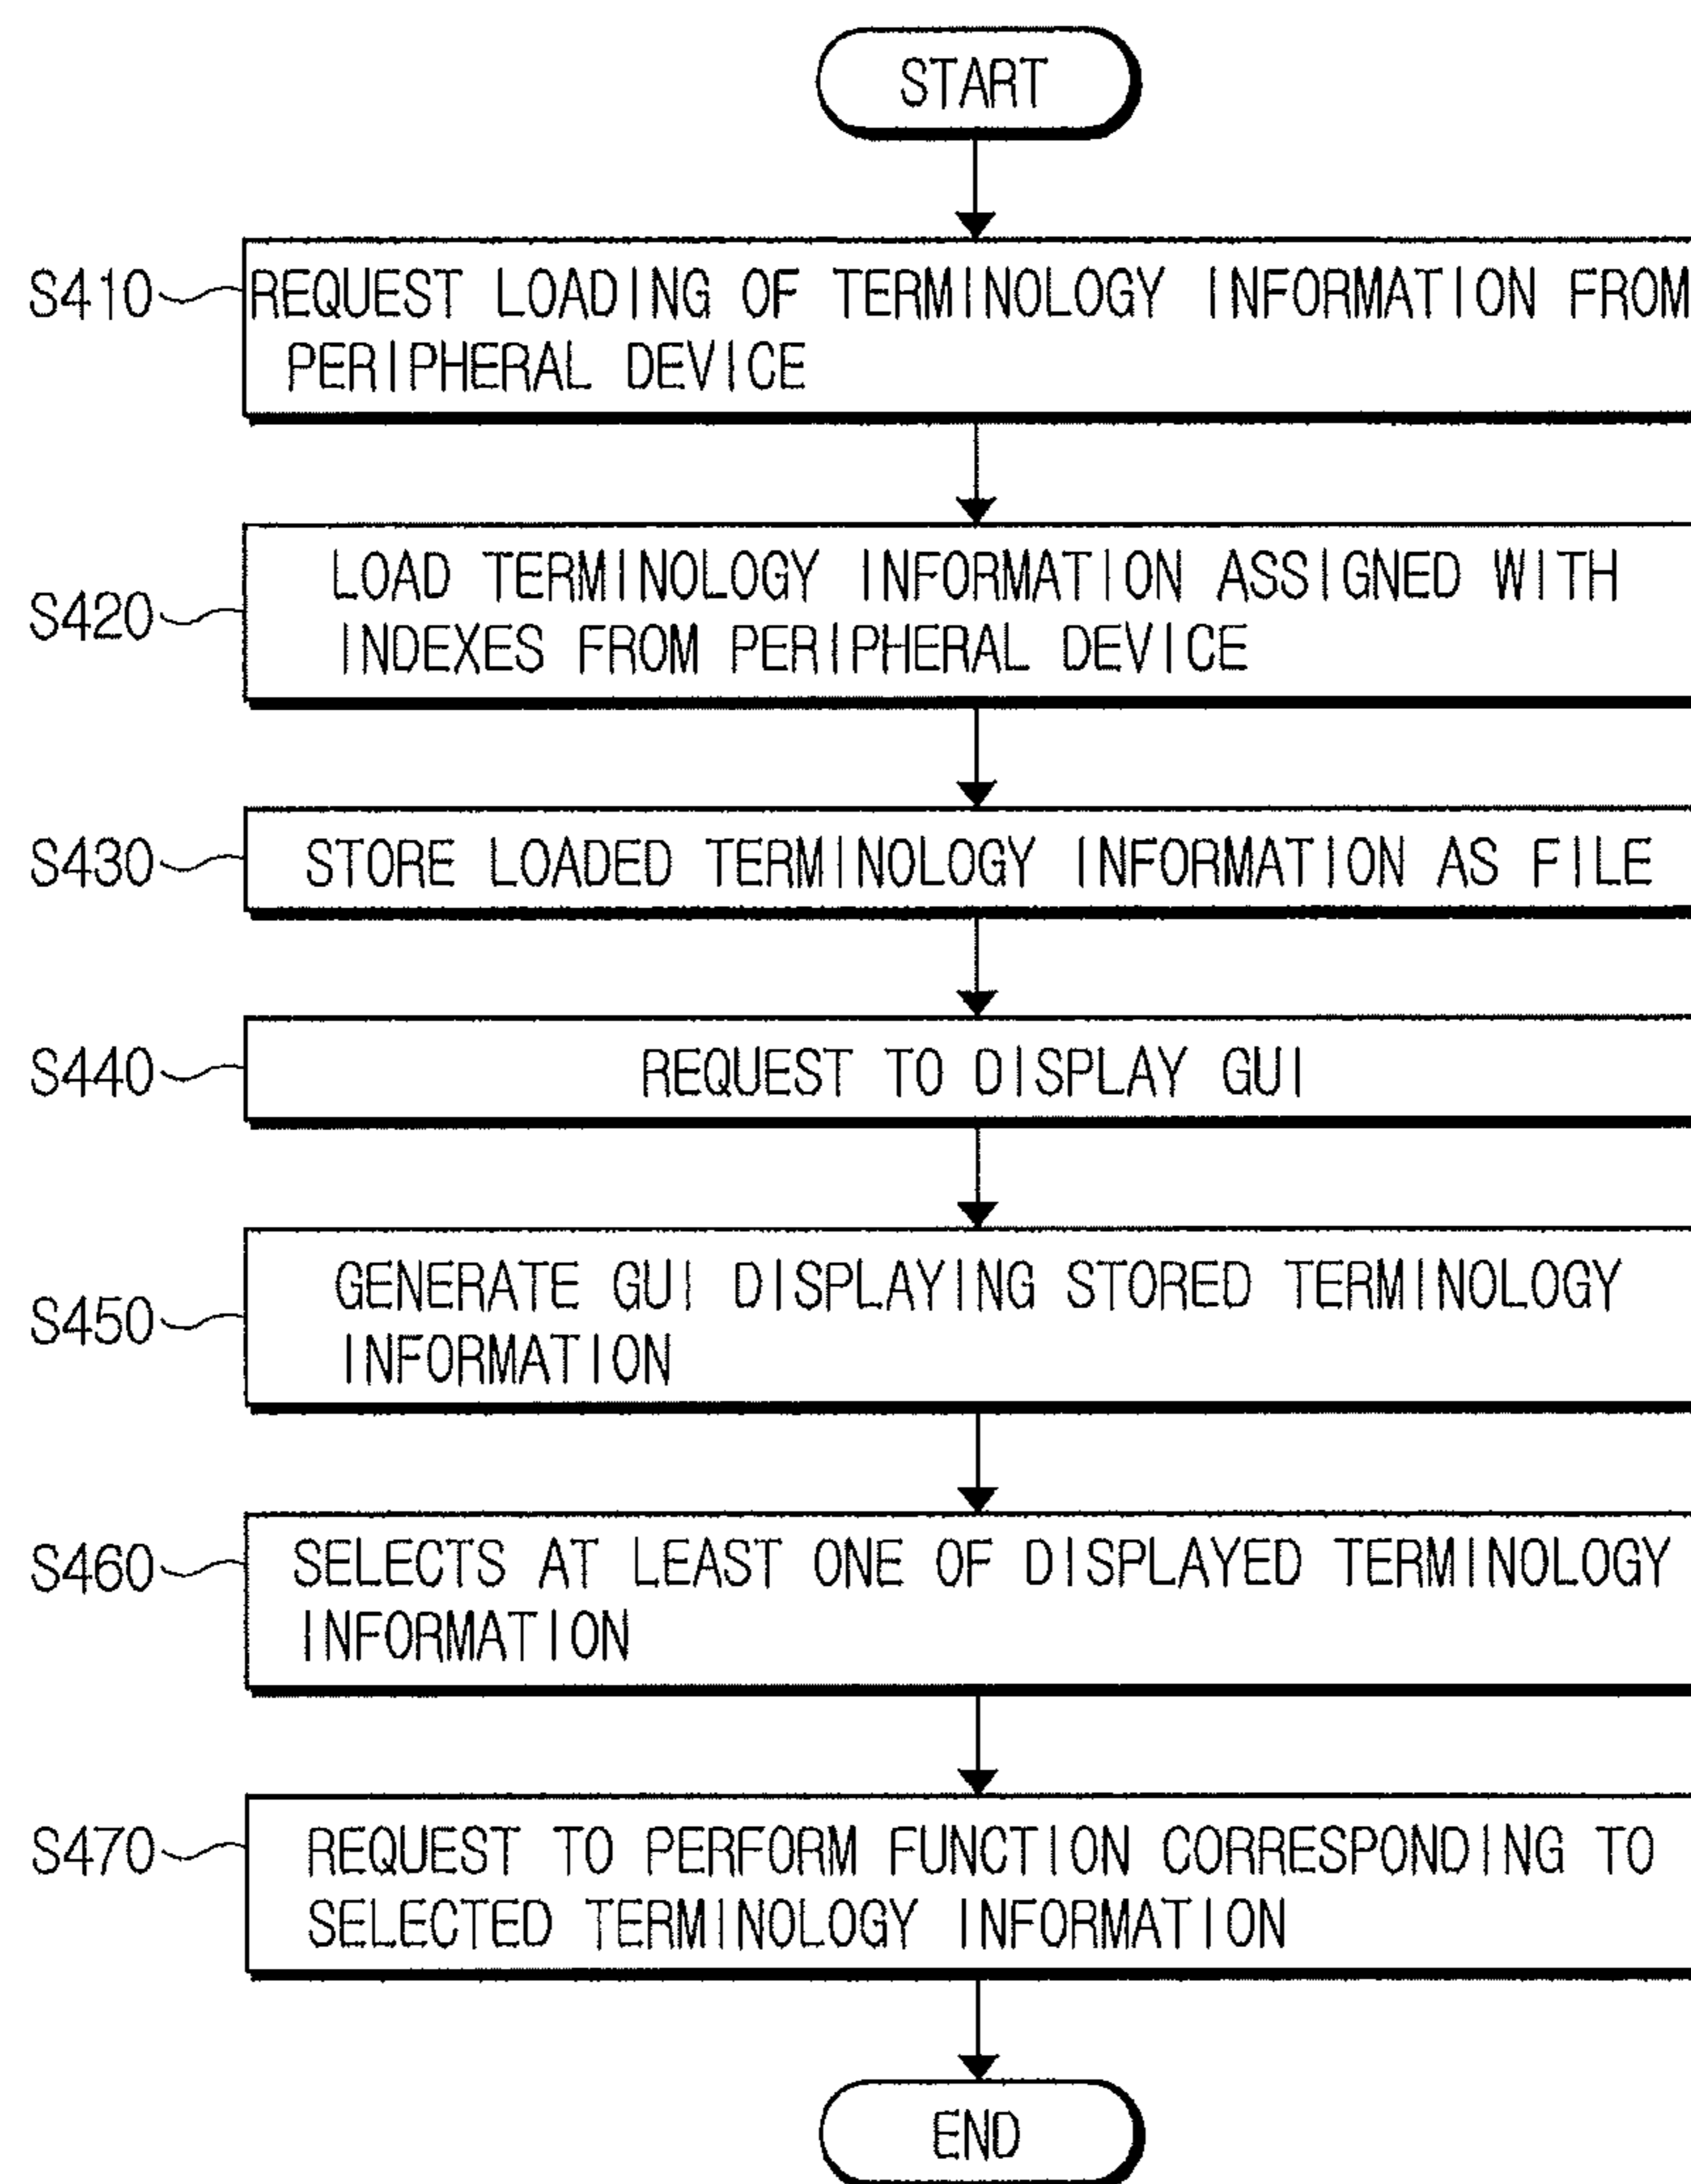 START
S410 REQUEST LOADING OF TERMINOLOGY INFORMATION FROM
PERIPHERAL DEVICE
LOAD TERMINOLOGY INFORMATION ASSIGNED WITH
S420
INDEXES FROM PERIPHERAL DEVICE
S430 STORE LOADED TERMINOLOGY INFORMATION AS FILE
S440 REQUEST TO DISPLAY GUI
GENERATE GUI DISPLAYING STORED TERMINOLOGY
S450
INFORMATION
S460 SELECTS AT LEAST ONE OF DISPLAYED TERMINOLOGY
INFORMATION
S470 REQUEST TO PERFORM FUNCTION CORRESPONDING TO
SELECTED TERMINOLOGY INFORMATION
END